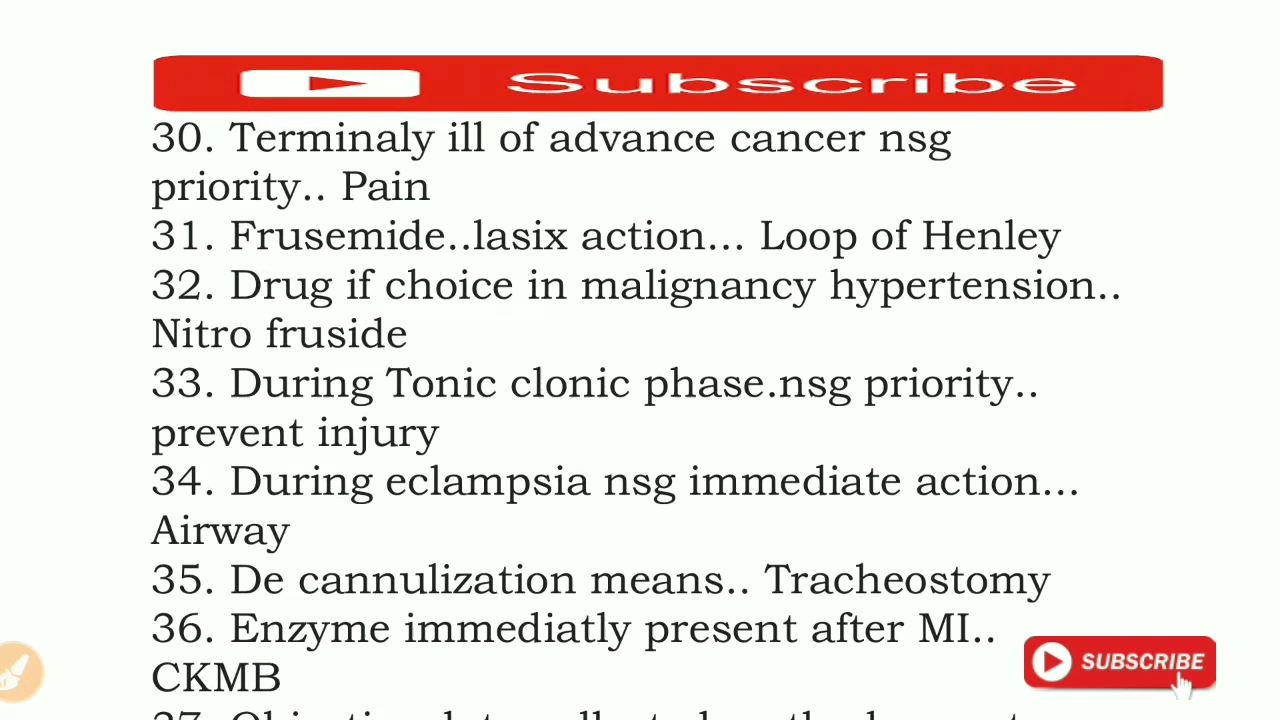 Subscribe
30. Terminaly ill of advance cancer nsg
priority.. Pain
31. Frusemide..lasix action... Loop of Henley
32. Drug if choice in malignancy hypertension..
Nitro fruside
33. During Tonic clonic phase.nsg priority..
prevent injury
34. During eclampsia nsg immediate action...
Airway
35. De cannulization means.. Tracheostomy
36. Enzyme immediatly present after MI..
CKMB
SUBSCRIBE